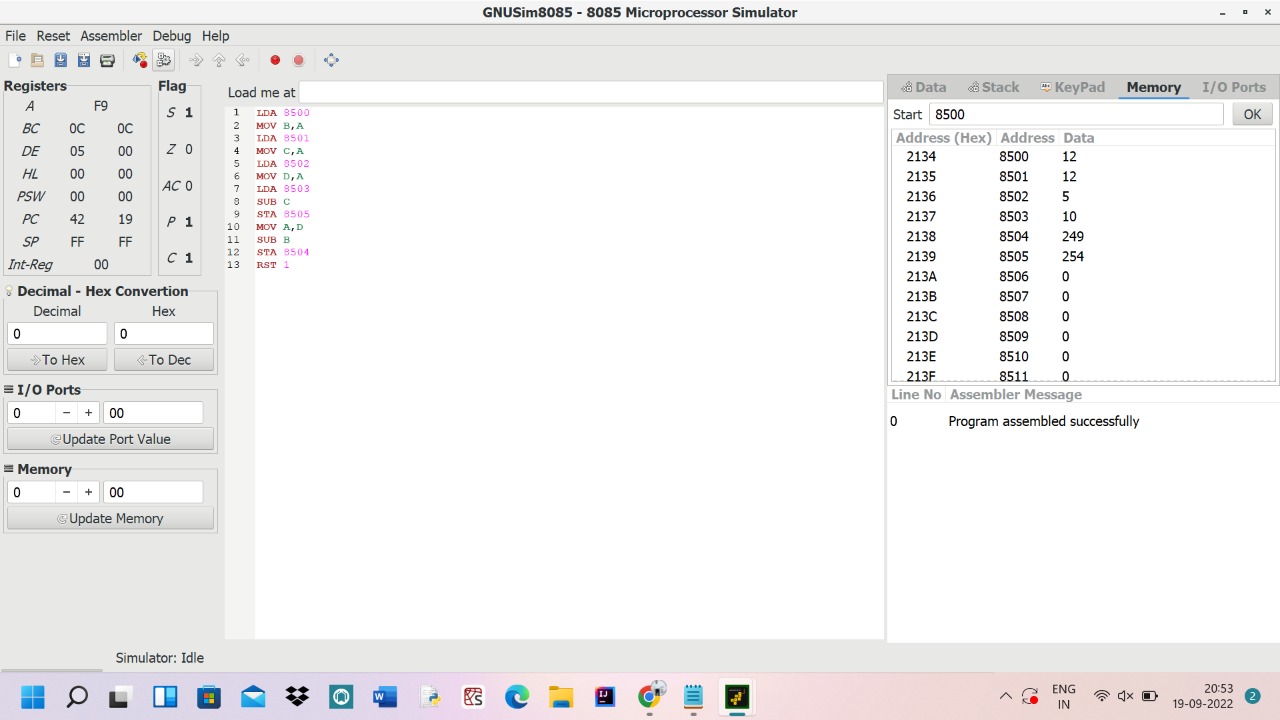 GNUSim8085 - 8085 Microprocessor Simulator
File Reset Assembler Debug Help
Registers
A F9
BC 0C 0C
DE 05 00
HL 00 00
PSW 00 00
PC 42 19
SP FF FF
Int-Reg 00
Flag
S 1
Z 0
AC 0
P 1
C 1
Decimal - Hex Convertion
Decimal Hex
0 0
To Hex To Dec
I/O Ports
0 − + 00
Update Port Value
Memory
0 − + 00
Update Memory
Load me at
1 LDA 8500
2 MOV B,A
3 LDA 8501
4 MOV C,A
5 LDA 8502
6 MOV D,A
7 LDA 8503
8 SUB C
9 STA 8505
10 MOV A,D
11 SUB B
12 STA 8504
13 RST 1
Data Stack KeyPad Memory I/O Ports
Start 8500 OK
Address (Hex) Address Data
2134 8500 12
2135 8501 12
2136 8502 5
2137 8503 10
2138 8504 249
2139 8505 254
213A 8506 0
213B 8507 0
213C 8508 0
213D 8509 0
213E 8510 0
213F 8511 0
Line No Assembler Message
0 Program assembled successfully
Simulator: Idle
ENG
IN
20:53
19-09-2022
2